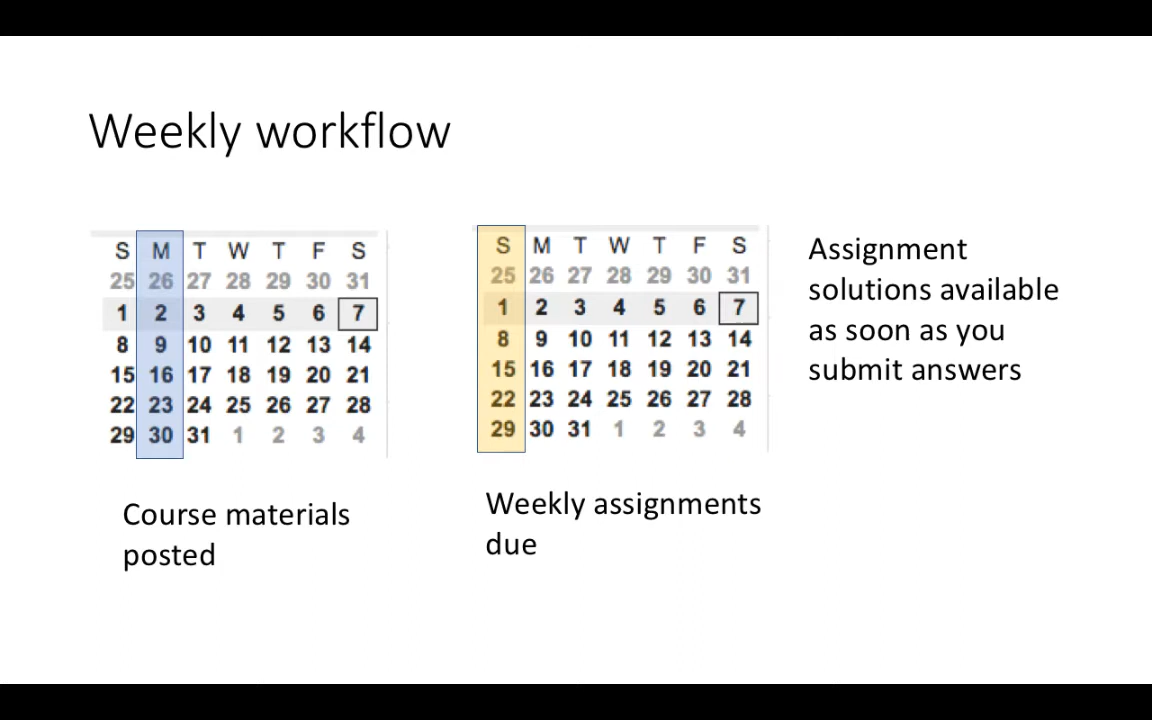 Weekly workflow
S M T W T F S
25 26 27 28 29 30 31
1 2 3 4 5 6 7
8 9 10 11 12 13 14
15 16 17 18 19 20 21
22 23 24 25 26 27 28
29 30 31 1 2 3 4
Course materials
posted
S M T W T F S
25 26 27 28 29 30 31
1 2 3 4 5 6 7
8 9 10 11 12 13 14
15 16 17 18 19 20 21
22 23 24 25 26 27 28
29 30 31 1 2 3 4
Weekly assignments
due
Assignment
solutions available
as soon as you
submit answers